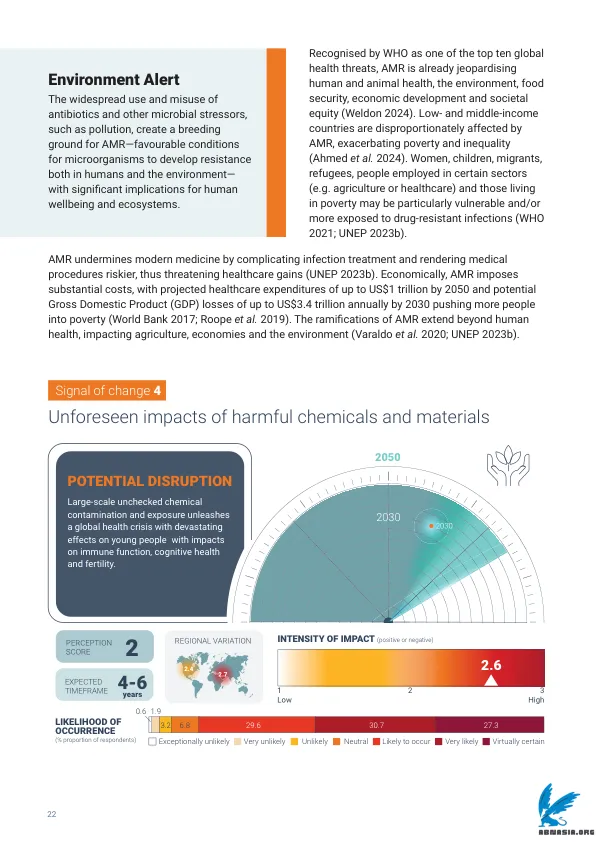 Environment Alert
The widespread use and misuse of
antibiotics and other microbial stressors,
such as pollution, create a breeding
ground for AMR—favourable conditions
for microorganisms to develop resistance
both in humans and the environment—
with significant implications for human
wellbeing and ecosystems.
Recognised by WHO as one of the top ten global
health threats, AMR is already jeopardising
human and animal health, the environment, food
security, economic development and societal
equity (Weldon 2024). Low- and middle-income
countries are disproportionately affected by
AMR, exacerbating poverty and inequality
(Ahmed et al. 2024). Women, children, migrants,
refugees, people employed in certain sectors
(e.g. agriculture or healthcare) and those living
in poverty may be particularly vulnerable and/or
more exposed to drug-resistant infections (WHO
2021; UNEP 2023b).
AMR undermines modern medicine by complicating infection treatment and rendering medical
procedures riskier, thus threatening healthcare gains (UNEP 2023b). Economically, AMR imposes
substantial costs, with projected healthcare expenditures of up to US$1 trillion by 2050 and potential
Gross Domestic Product (GDP) losses of up to US$3.4 trillion annually by 2030 pushing more people
into poverty (World Bank 2017; Roope et al. 2019). The ramifications of AMR extend beyond human
health, impacting agriculture, economies and the environment (Varaldo et al. 2020; UNEP 2023b).
Signal of change 4
Unforeseen impacts of harmful chemicals and materials
POTENTIAL DISRUPTION
Large-scale unchecked chemical
contamination and exposure unleashes
a global health crisis with devastating
effects on young people with impacts
on immune function, cognitive health
and fertility.
2050
2030
2030
PERCEPTION
SCORE
2
EXPECTED
TIMEFRAME
4-6
years
REGIONAL VARIATION
2.4
2.7
INTENSITY OF IMPACT (positive or negative)
2.6
1 2 3
Low High
LIKELIHOOD OF
OCCURRENCE
(% proportion of respondents)
0.6 1.9
3.2 6.8 29.6 30.7 27.3
Exceptionally unlikely Very unlikely Unlikely Neutral Likely to occur Very likely Virtually certain
22
ABNASIA.ORG